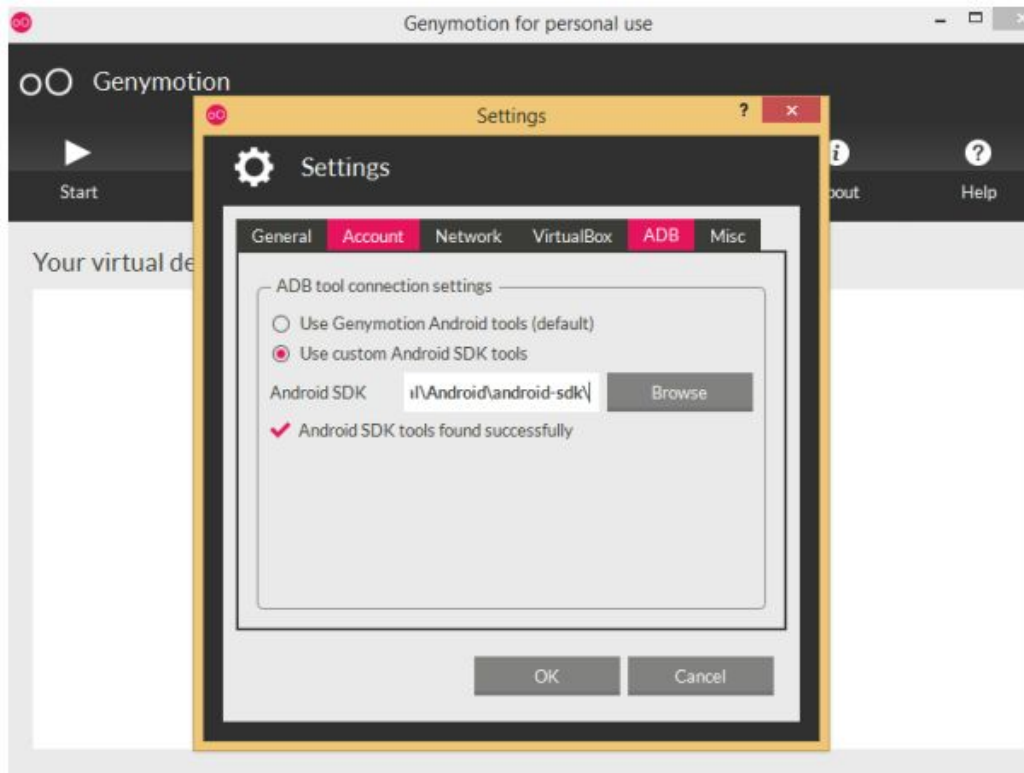 Genymotion for personal use
Genymotion
Settings
Start
Help
Settings
General Account Network VirtualBox ADB Misc
Your virtual
ADB tool connection settings
Use Genymotion Android tools (default)
Use custom Android SDK tools
Android SDK \Android\android-sdk\ Browse
Android SDK tools found successfully
OK Cancel